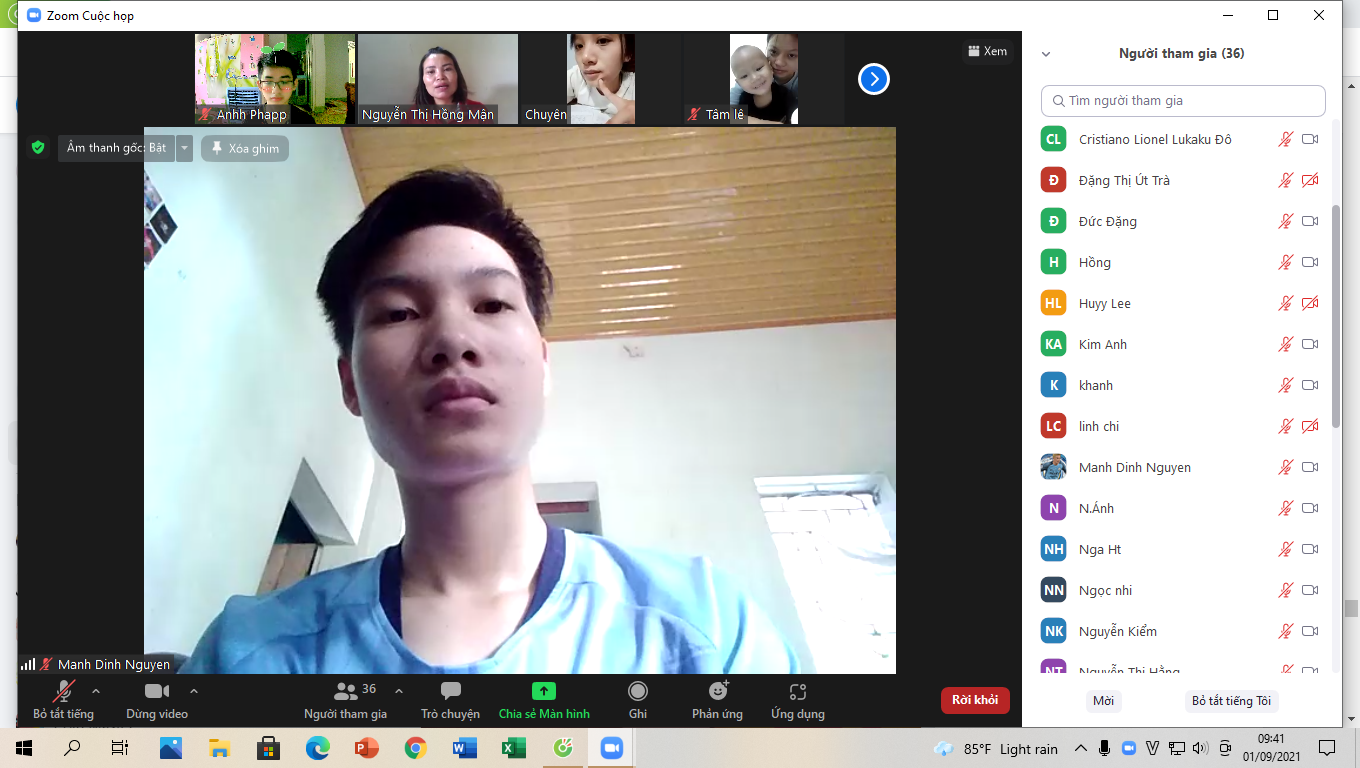 Zoom Cuộc họp
Anhh Phapp
Nguyễn Thị Hồng Mận
Chuyên
Tâm lê
Xem
Âm thanh gốc: Bật
Xóa ghim
Manh Dinh Nguyen
Người tham gia (36)
Tìm người tham gia
CL Cristiano Lionel Lukaku Đô
Đ Đặng Thị Út Trà
Đ Đức Đặng
H Hồng
HL Huyy Lee
KA Kim Anh
K khanh
LC linh chi
Manh Dinh Nguyen
N N.Ánh
NH Nga Ht
NN Ngọc nhi
NK Nguyễn Kiểm
NT Nguyễn Thị Hằng
Mời
Bỏ tắt tiếng Tôi
Bỏ tắt tiếng
Dừng video
36
Người tham gia
Trò chuyện
Chia sẻ Màn hình
Ghi
Phản ứng
Ứng dụng
Rời khỏi
85°F Light rain
09:41
01/09/2021